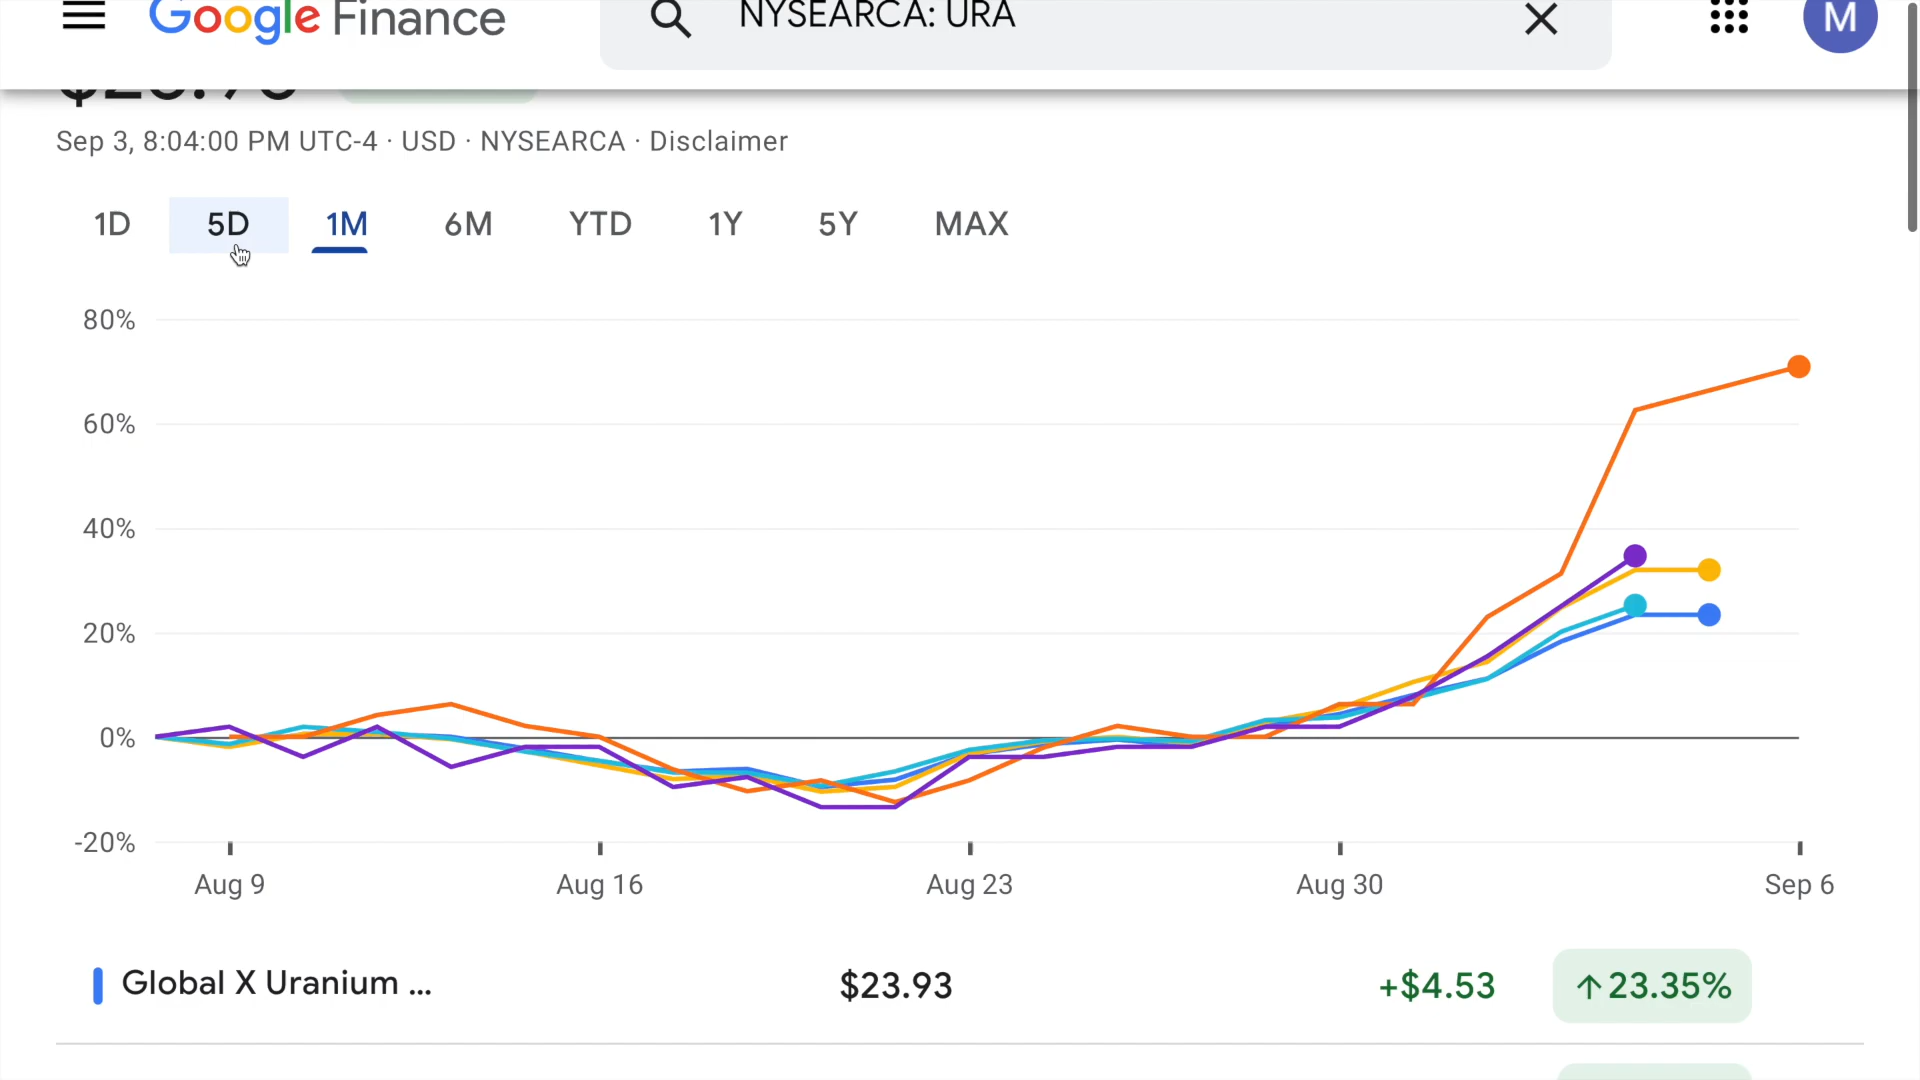 Google Finance
NYSEARCA: URA
M
Sep 3, 8:04:00 PM UTC-4 · USD · NYSEARCA · Disclaimer
1D 5D 1M 6M YTD 1Y 5Y MAX
80%
60%
40%
20%
0%
-20%
Aug 9 Aug 16 Aug 23 Aug 30 Sep 6
Global X Uranium ... $23.93 +$4.53 ↑23.35%